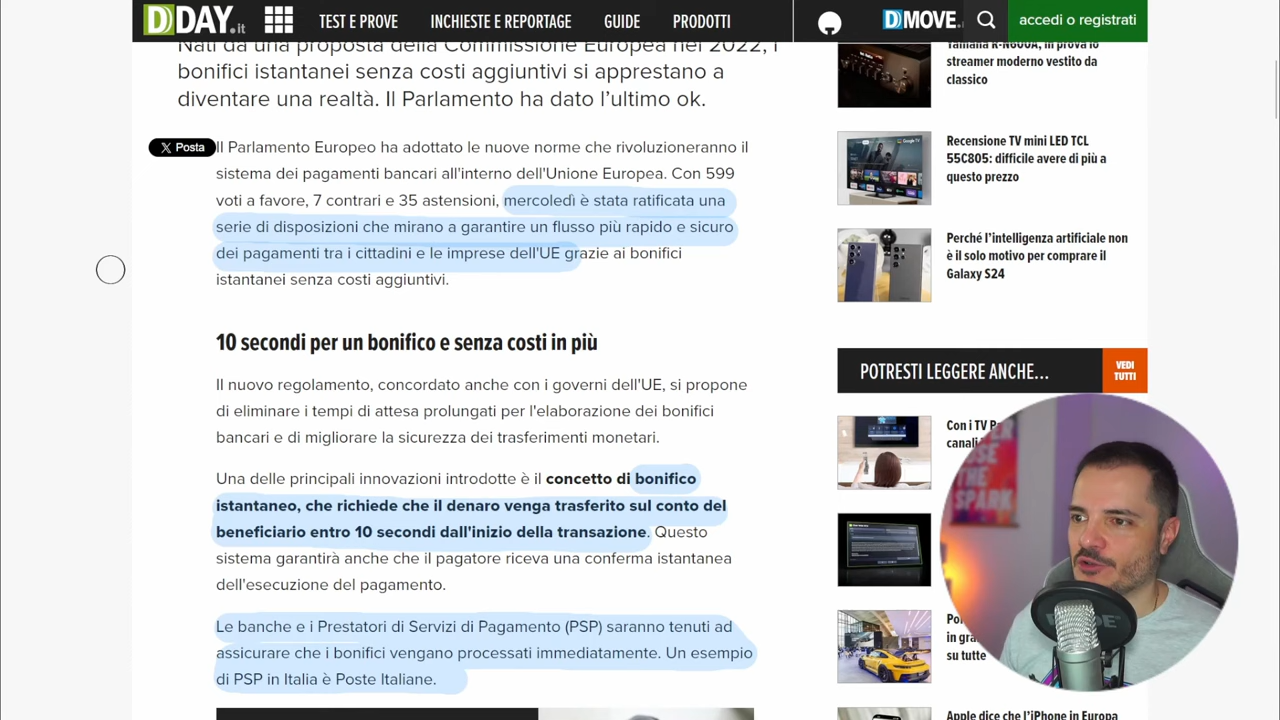 DDAY.it
TEST E PROVE
INCHIESTE E REPORTAGE
GUIDE
PRODOTTI
DMOVE.
accedi o registrati
Nati da una proposta della Commissione Europea nel 2022, i
bonifici istantanei senza costi aggiuntivi si apprestano a
diventare una realtà. Il Parlamento ha dato l'ultimo ok.
X Posta
Il Parlamento Europeo ha adottato le nuove norme che rivoluzioneranno il
sistema dei pagamenti bancari all'interno dell'Unione Europea. Con 599
voti a favore, 7 contrari e 35 astensioni, mercoledì è stata ratificata una
serie di disposizioni che mirano a garantire un flusso più rapido e sicuro
dei pagamenti tra i cittadini e le imprese dell'UE grazie ai bonifici
istantanei senza costi aggiuntivi.
10 secondi per un bonifico e senza costi in più
Il nuovo regolamento, concordato anche con i governi dell'UE, si propone
di eliminare i tempi di attesa prolungati per l'elaborazione dei bonifici
bancari e di migliorare la sicurezza dei trasferimenti monetari.
Una delle principali innovazioni introdotte è il concetto di bonifico
istantaneo, che richiede che il denaro venga trasferito sul conto del
beneficiario entro 10 secondi dall'inizio della transazione. Questo
sistema garantirà anche che il pagatore riceva una conferma istantanea
dell'esecuzione del pagamento.
Le banche e i Prestatori di Servizi di Pagamento (PSP) saranno tenuti ad
assicurare che i bonifici vengano processati immediatamente. Un esempio
di PSP in Italia è Poste Italiane.
Yamaha R-N600A, in prova lo
streamer moderno vestito da
classico
Recensione TV mini LED TCL
55C805: difficile avere di più a
questo prezzo
Perché l'intelligenza artificiale non
è il solo motivo per comprare il
Galaxy S24
POTRESTI LEGGERE ANCHE...
VEDI
TUTTI
Con i TV
canali
in
su tutte
Apple dice che l'iPhone in Europa
THE
SPARK